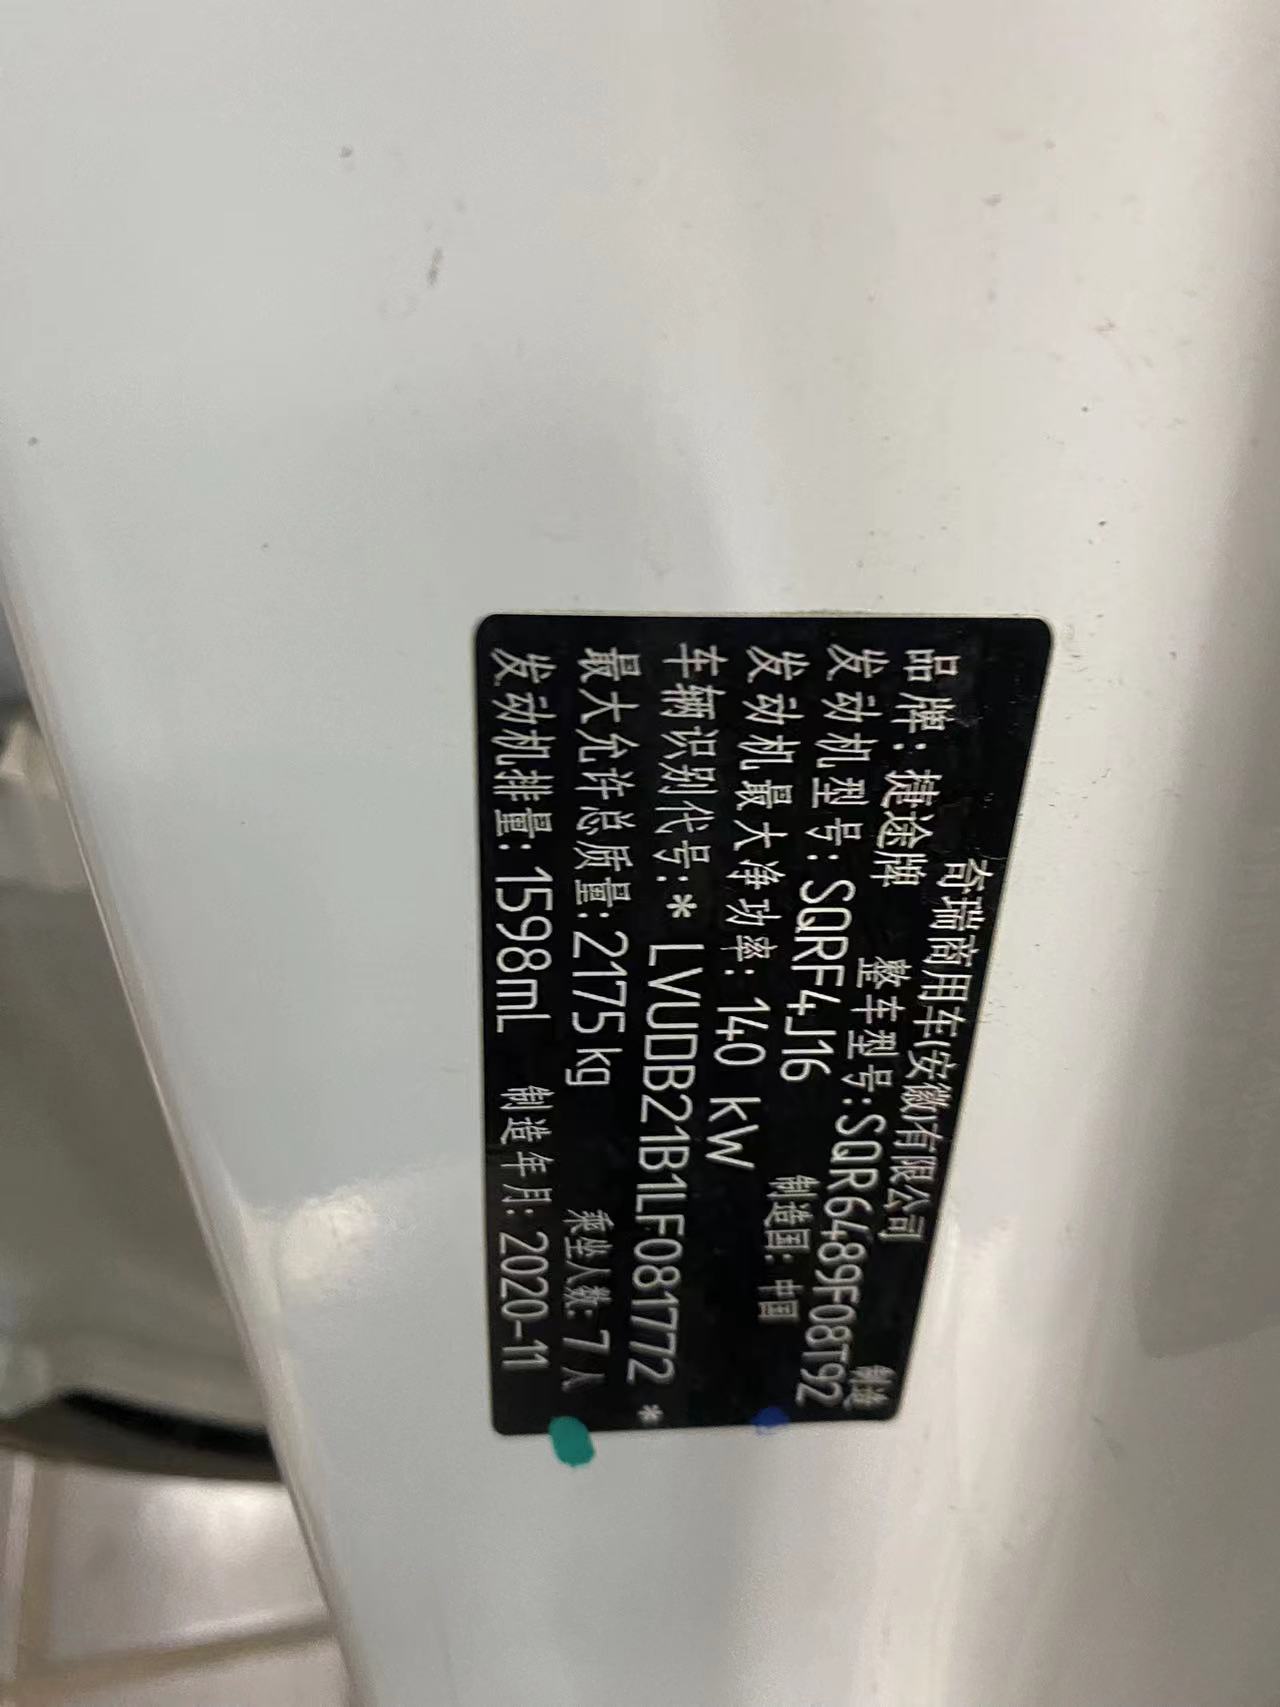 奇瑞商用车(安徽)有限公司 制造
品牌：捷途牌 整车型号：SQR6489F08T92
发动机型号：SQRF4J16
发动机最大净功率：140 kW 制造国：中国
车辆识别代号：* LVUDB21B1LF081772 *
最大允许总质量：2175 kg 乘坐人数：7 人
发动机排量：1598mL 制造年月：2020-11